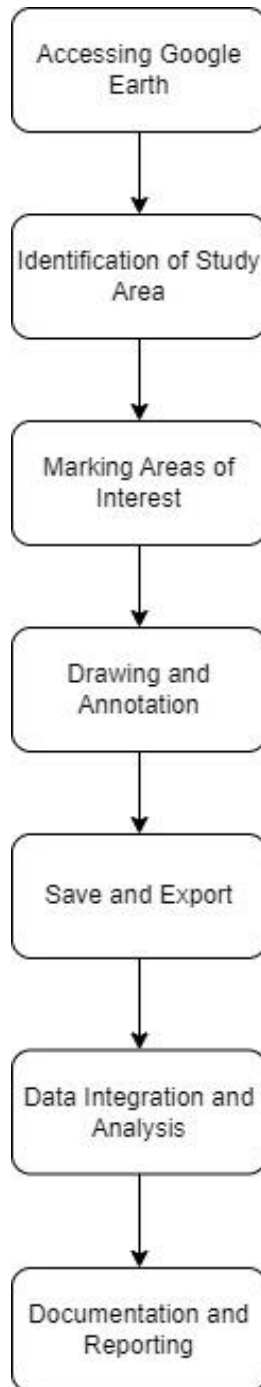 Accessing Google
Earth
Identification of Study
Area
Marking Areas of
Interest
Drawing and
Annotation
Save and Export
Data Integration and
Analysis
Documentation and
Reporting